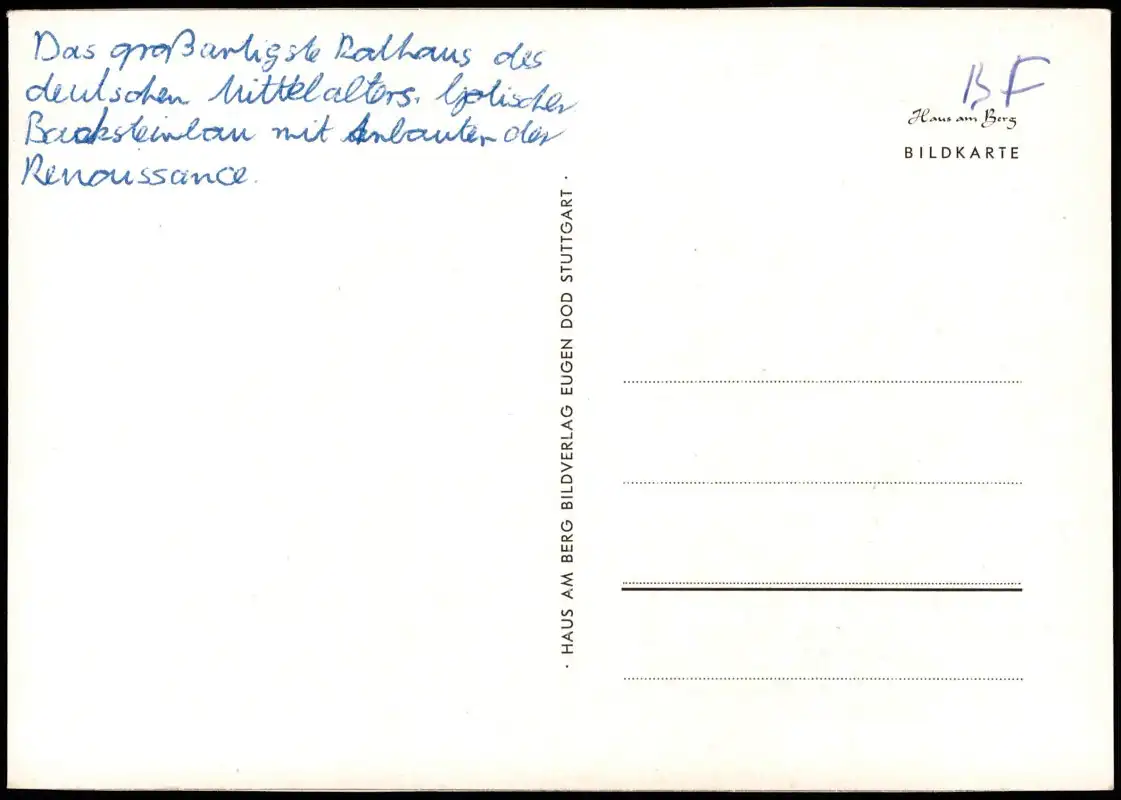 Das großartigste Rathaus des
deutschen Mittelalters. Gotischer
Backsteinbau mit Anbauten der
Renaissance.
BF
Haus am Berg
BILDKARTE
· HAUS AM BERG BILDVERLAG EUGEN DOD STUTTGART ·